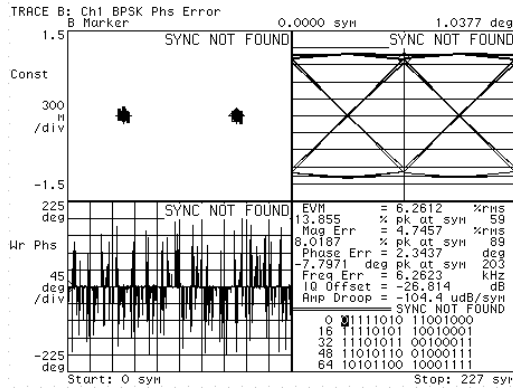 TRACE B: Ch1 BPSK Phs Error
B Marker 0.0000 sym 1.0377 deg
1.5
SYNC NOT FOUND
SYNC NOT FOUND
Const
300
m
/div
-1.5
225
deg
SYNC NOT FOUND
Wr Phs
45
deg
/div
-225
deg
EVM = 6.2612 %rms
13.855 % pk at sym 59
Mag Err = 4.7457 %rms
8.0187 % pk at sym 89
Phase Err = 2.3437 deg
-7.7971 deg pk at sym 203
Freq Err = 6.2623 kHz
IQ Offset = -26.814 dB
Amp Droop = -104.4 udB/sym
SYNC NOT FOUND
0 01111010 11001000
16 11110101 10010001
32 11101011 00100011
48 11010110 01000111
64 10101100 10001111
Start: 0 sym Stop: 227 sym